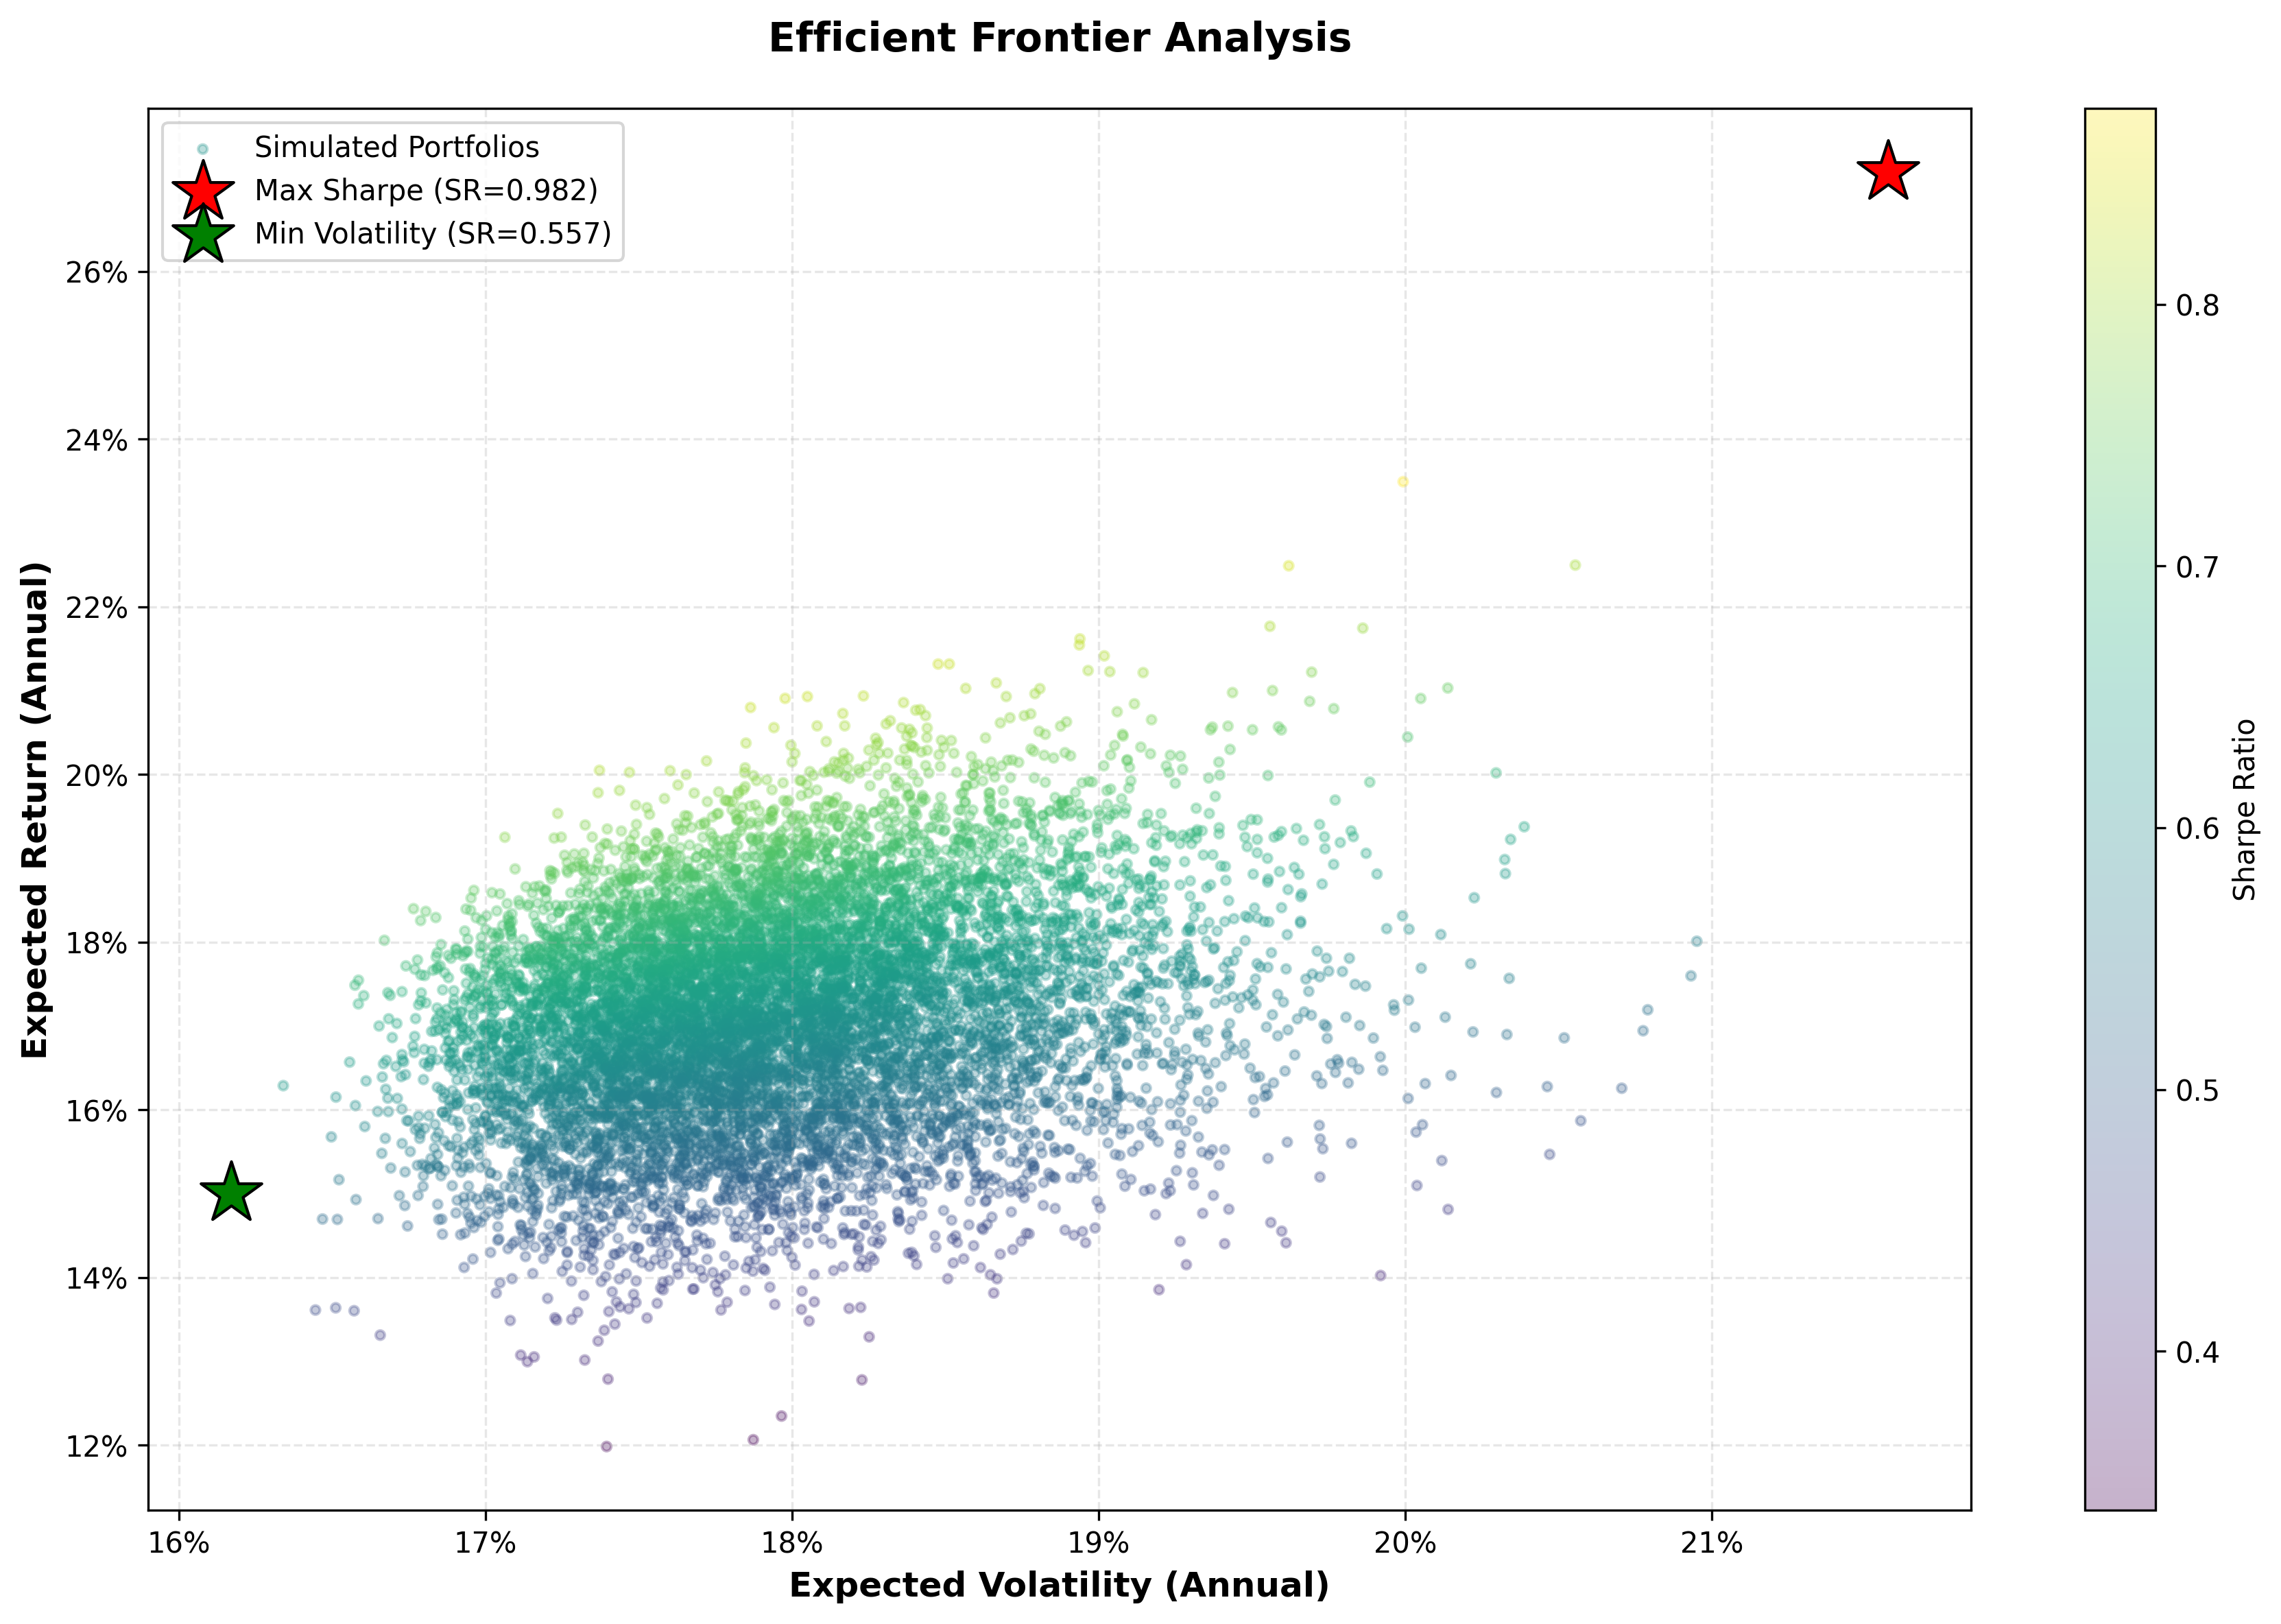 Efficient Frontier Analysis
Simulated Portfolios
Max Sharpe (SR=0.982)
Min Volatility (SR=0.557)
26%
24%
22%
20%
18%
16%
14%
12%
Expected Return (Annual)
16%
17%
18%
19%
20%
21%
Expected Volatility (Annual)
0.8
0.7
0.6
0.5
0.4
Sharpe Ratio